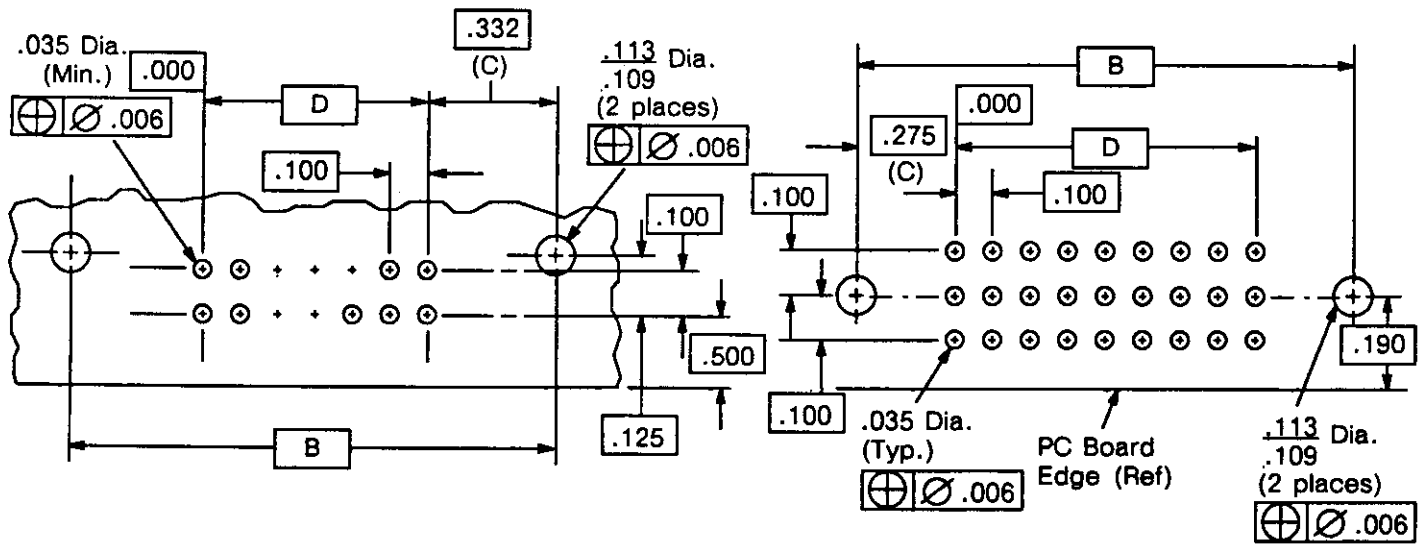 .035 Dia.
(Min.)
⌖ ∅ .006
.000
D
.332
(C)
.113
.109
Dia.
(2 places)
⌖ ∅ .006
.100
.100
.500
.125
B
B
.000
.275
(C)
D
.100
.100
.100
.190
.035 Dia.
(Typ.)
⌖ ∅ .006
PC Board
Edge (Ref)
.113
.109
Dia.
(2 places)
⌖ ∅ .006